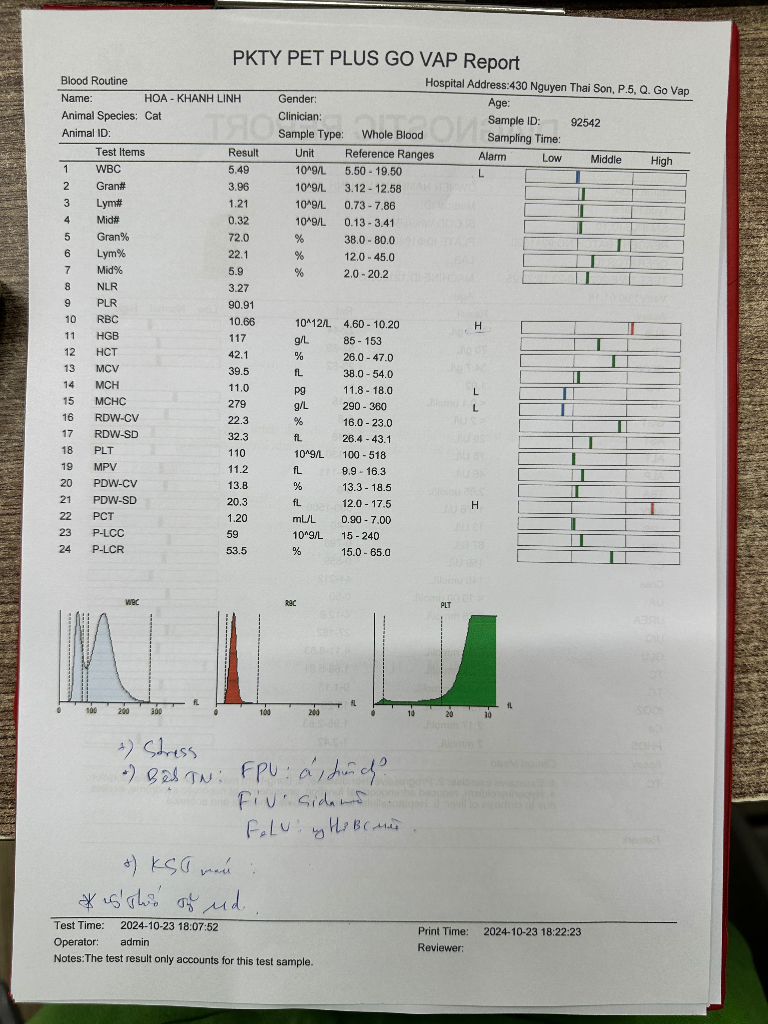 PKTY PET PLUS GO VAP Report
Blood Routine Hospital Address:430 Nguyen Thai Son, P.5, Q. Go Vap
Name: HOA - KHANH LINH Gender: Age:
Animal Species: Cat Clinician: Sample ID: 92542
Animal ID: Sample Type: Whole Blood Sampling Time:
Test Items Result Unit Reference Ranges Alarm Low Middle High
1 WBC 5.49 10^9/L 5.50 - 19.50 L
2 Gran# 3.96 10^9/L 3.12 - 12.58
3 Lym# 1.21 10^9/L 0.73 - 7.86
4 Mid# 0.32 10^9/L 0.13 - 3.41
5 Gran% 72.0 % 38.0 - 80.0
6 Lym% 22.1 % 12.0 - 45.0
7 Mid% 5.9 % 2.0 - 20.2
8 NLR 3.27
9 PLR 90.91
10 RBC 10.66 10^12/L 4.60 - 10.20 H
11 HGB 117 g/L 85 - 153
12 HCT 42.1 % 26.0 - 47.0
13 MCV 39.5 fL 38.0 - 54.0
14 MCH 11.0 pg 11.8 - 18.0 L
15 MCHC 279 g/L 290 - 360 L
16 RDW-CV 22.3 % 16.0 - 23.0
17 RDW-SD 32.3 fL 26.4 - 43.1
18 PLT 110 10^9/L 100 - 518
19 MPV 11.2 fL 9.9 - 16.3
20 PDW-CV 13.8 % 13.3 - 18.5
21 PDW-SD 20.3 fL 12.0 - 17.5 H
22 PCT 1.20 mL/L 0.90 - 7.00
23 P-LCC 59 10^9/L 15 - 240
24 P-LCR 53.5 % 15.0 - 65.0
WBC RBC PLT
0 100 200 300 fL 0 100 200 fL 0 10 20 30 fL
+) Stress
+) TN: FPV:
FiV:
FeLV:
+) KST máu
Test Time: 2024-10-23 18:07:52 Print Time: 2024-10-23 18:22:23
Operator: admin Reviewer:
Notes:The test result only accounts for this test sample.